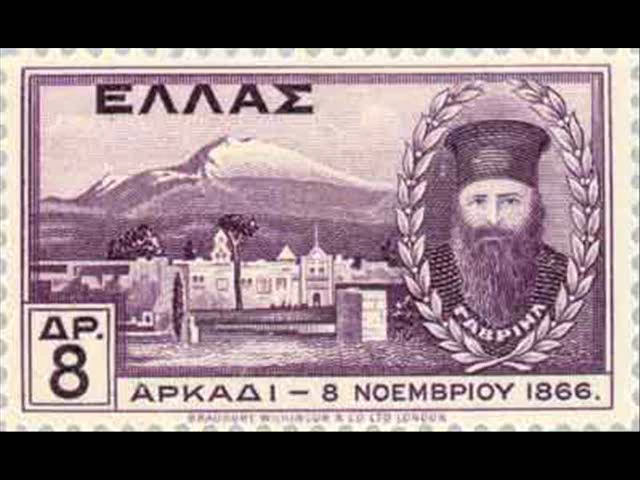 ΕΛΛΑΣ
ΓΑΒΡΙΗΛ
ΔΡ.
8
ΑΡΚΑΔΙ – 8 ΝΟΕΜΒΡΙΟΥ 1866.
BRADBURY WILKINSON & CO LTD LONDON